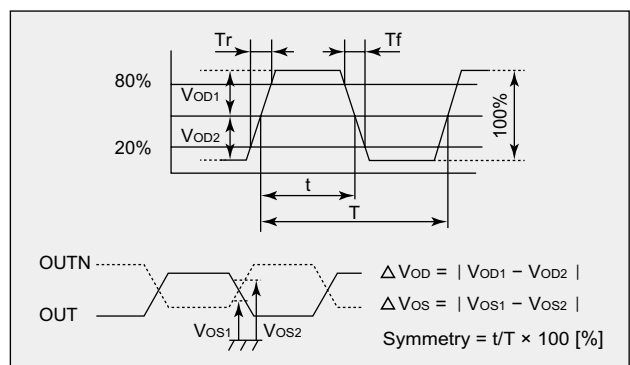 Tr Tf
80%
VOD1
VOD2
20%
100%
t
T
OUTN
OUT
VOS1
VOS2
△VOD = | VOD1 − VOD2 |
△VOS = | VOS1 − VOS2 |
Symmetry = t/T × 100 [%]